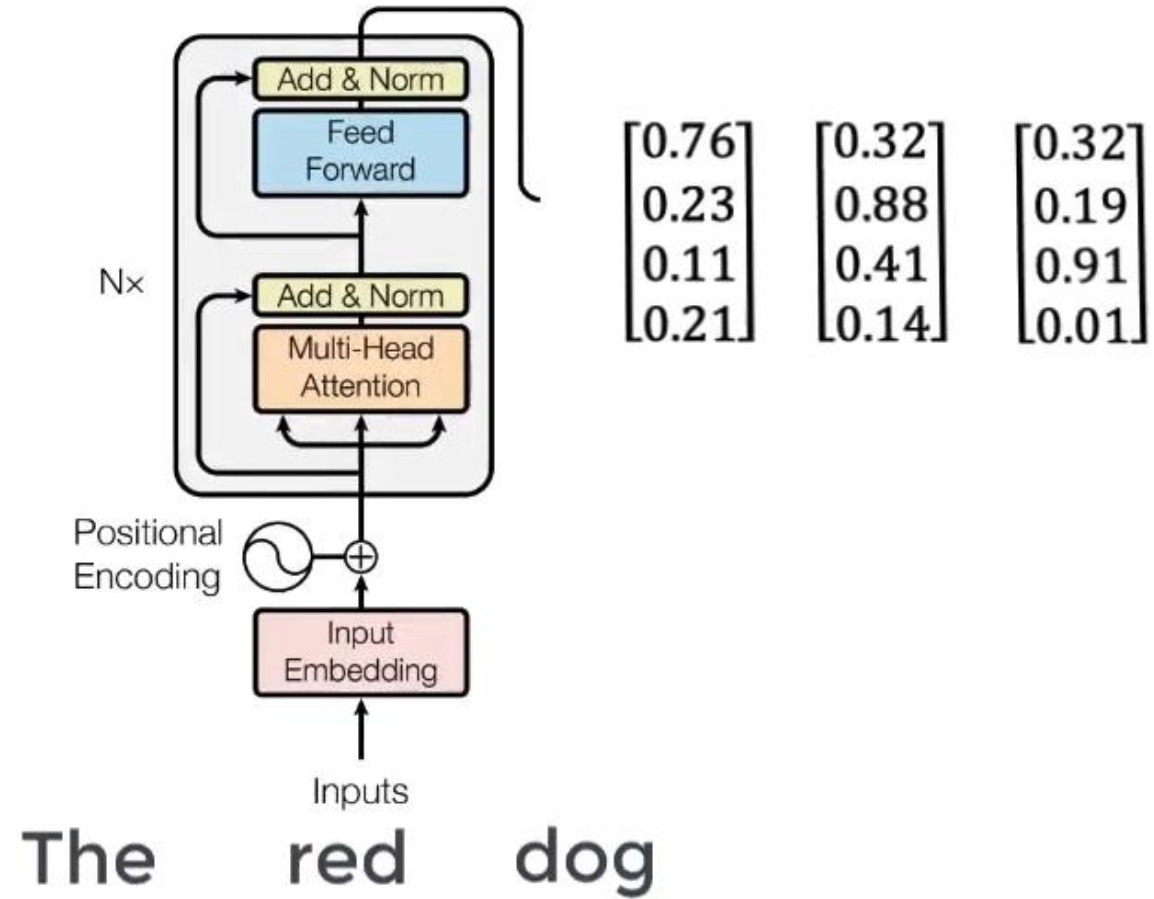 Add & Norm
Feed
Forward
Nx
Add & Norm
Multi-Head
Attention
Positional
Encoding
Input
Embedding
Inputs
The red dog
[0.76] [0.32] [0.32]
0.23 0.88 0.19
0.11 0.41 0.91
[0.21] [0.14] [0.01]